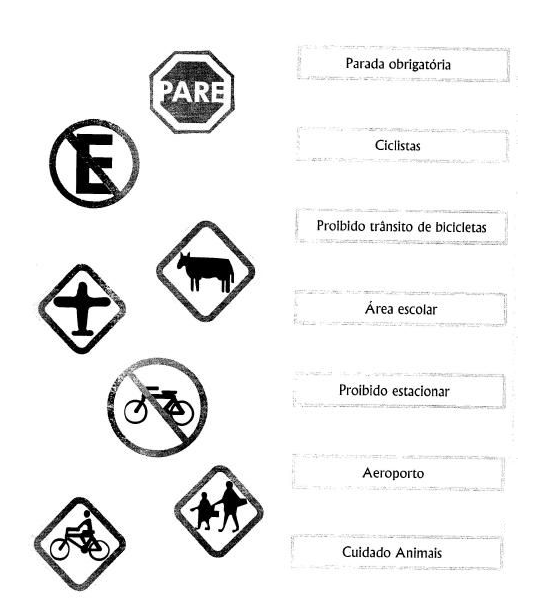 PARE
Parada obrigatória
E
Ciclistas
Proibido trânsito de bicicletas
Área escolar
Proibido estacionar
Aeroporto
Cuidado Animais